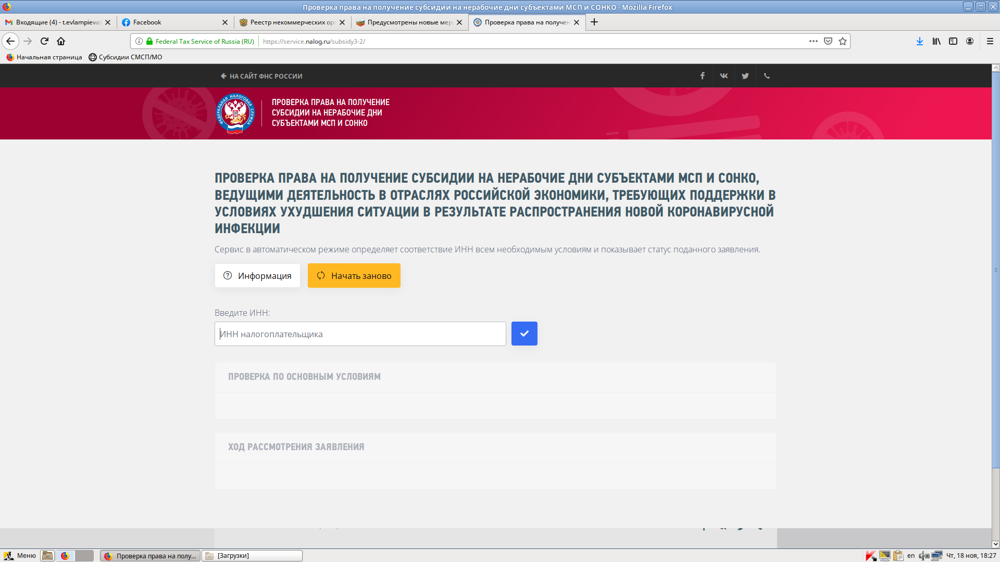 Проверка права на получение субсидии на нерабочие дни субъектами МСП и СОНКО - Mozilla Firefox
Входящие (4) - t.evlampieva
Facebook
Реестр некоммерческих орг
Предусмотрены новые мер
Проверка права на получен
Federal Tax Service of Russia (RU)
https://service.nalog.ru/subsidy3-2/
Начальная страница
Субсидии СМСП/МО
НА САЙТ ФНС РОССИИ
ФЕДЕРАЛЬНАЯ НАЛОГОВАЯ СЛУЖБА
ПРОВЕРКА ПРАВА НА ПОЛУЧЕНИЕ
СУБСИДИИ НА НЕРАБОЧИЕ ДНИ
СУБЪЕКТАМИ МСП И СОНКО
ПРОВЕРКА ПРАВА НА ПОЛУЧЕНИЕ СУБСИДИИ НА НЕРАБОЧИЕ ДНИ СУБЪЕКТАМИ МСП И СОНКО,
ВЕДУЩИМИ ДЕЯТЕЛЬНОСТЬ В ОТРАСЛЯХ РОССИЙСКОЙ ЭКОНОМИКИ, ТРЕБУЮЩИХ ПОДДЕРЖКИ В
УСЛОВИЯХ УХУДШЕНИЯ СИТУАЦИИ В РЕЗУЛЬТАТЕ РАСПРОСТРАНЕНИЯ НОВОЙ КОРОНАВИРУСНОЙ
ИНФЕКЦИИ
Сервис в автоматическом режиме определяет соответствие ИНН всем необходимым условиям и показывает статус поданного заявления.
Информация
Начать заново
Введите ИНН:
ИНН налогоплательщика
ПРОВЕРКА ПО ОСНОВНЫМ УСЛОВИЯМ
ХОД РАССМОТРЕНИЯ ЗАЯВЛЕНИЯ
Меню
Проверка права на полу...
[Загрузки]
en
Чт, 18 ноя, 18:27